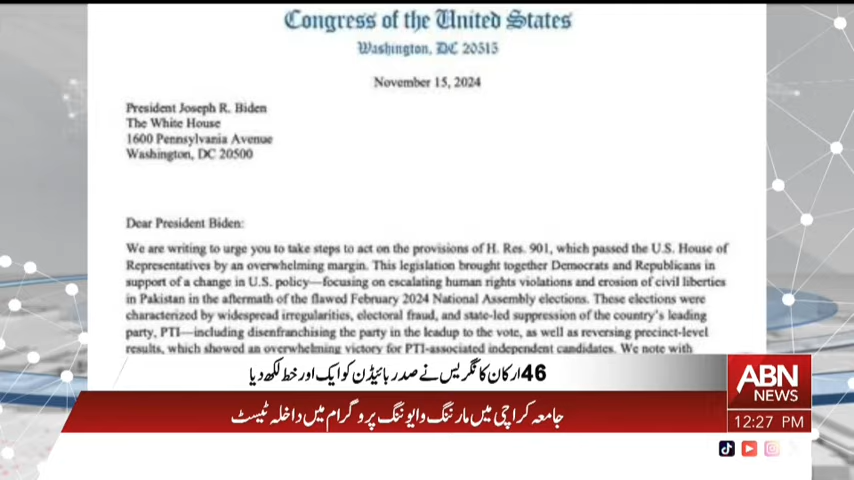 Congress of the United States
Washington, DC 20515
November 15, 2024
President Joseph R. Biden
The White House
1600 Pennsylvania Avenue
Washington, DC 20500
Dear President Biden:
We are writing to urge you to take steps to act on the provisions of H. Res. 901, which passed the U.S. House of
Representatives by an overwhelming margin. This legislation brought together Democrats and Republicans in
support of a change in U.S. policy—focusing on escalating human rights violations and erosion of civil liberties
in Pakistan in the aftermath of the flawed February 2024 National Assembly elections. These elections were
characterized by widespread irregularities, electoral fraud, and state-led suppression of the country's leading
party, PTI—including disenfranchising the party in the leadup to the vote, as well as reversing precinct-level
results, which showed an overwhelming victory for PTI-associated independent candidates. We note with
46 ارکان کانگریس نے صدر بائیڈن کو ایک اور خط لکھ دیا
جامعہ کراچی میں مارننگ وایوننگ پروگرام میں داخلہ ٹیسٹ
ABN
NEWS
12:27 PM